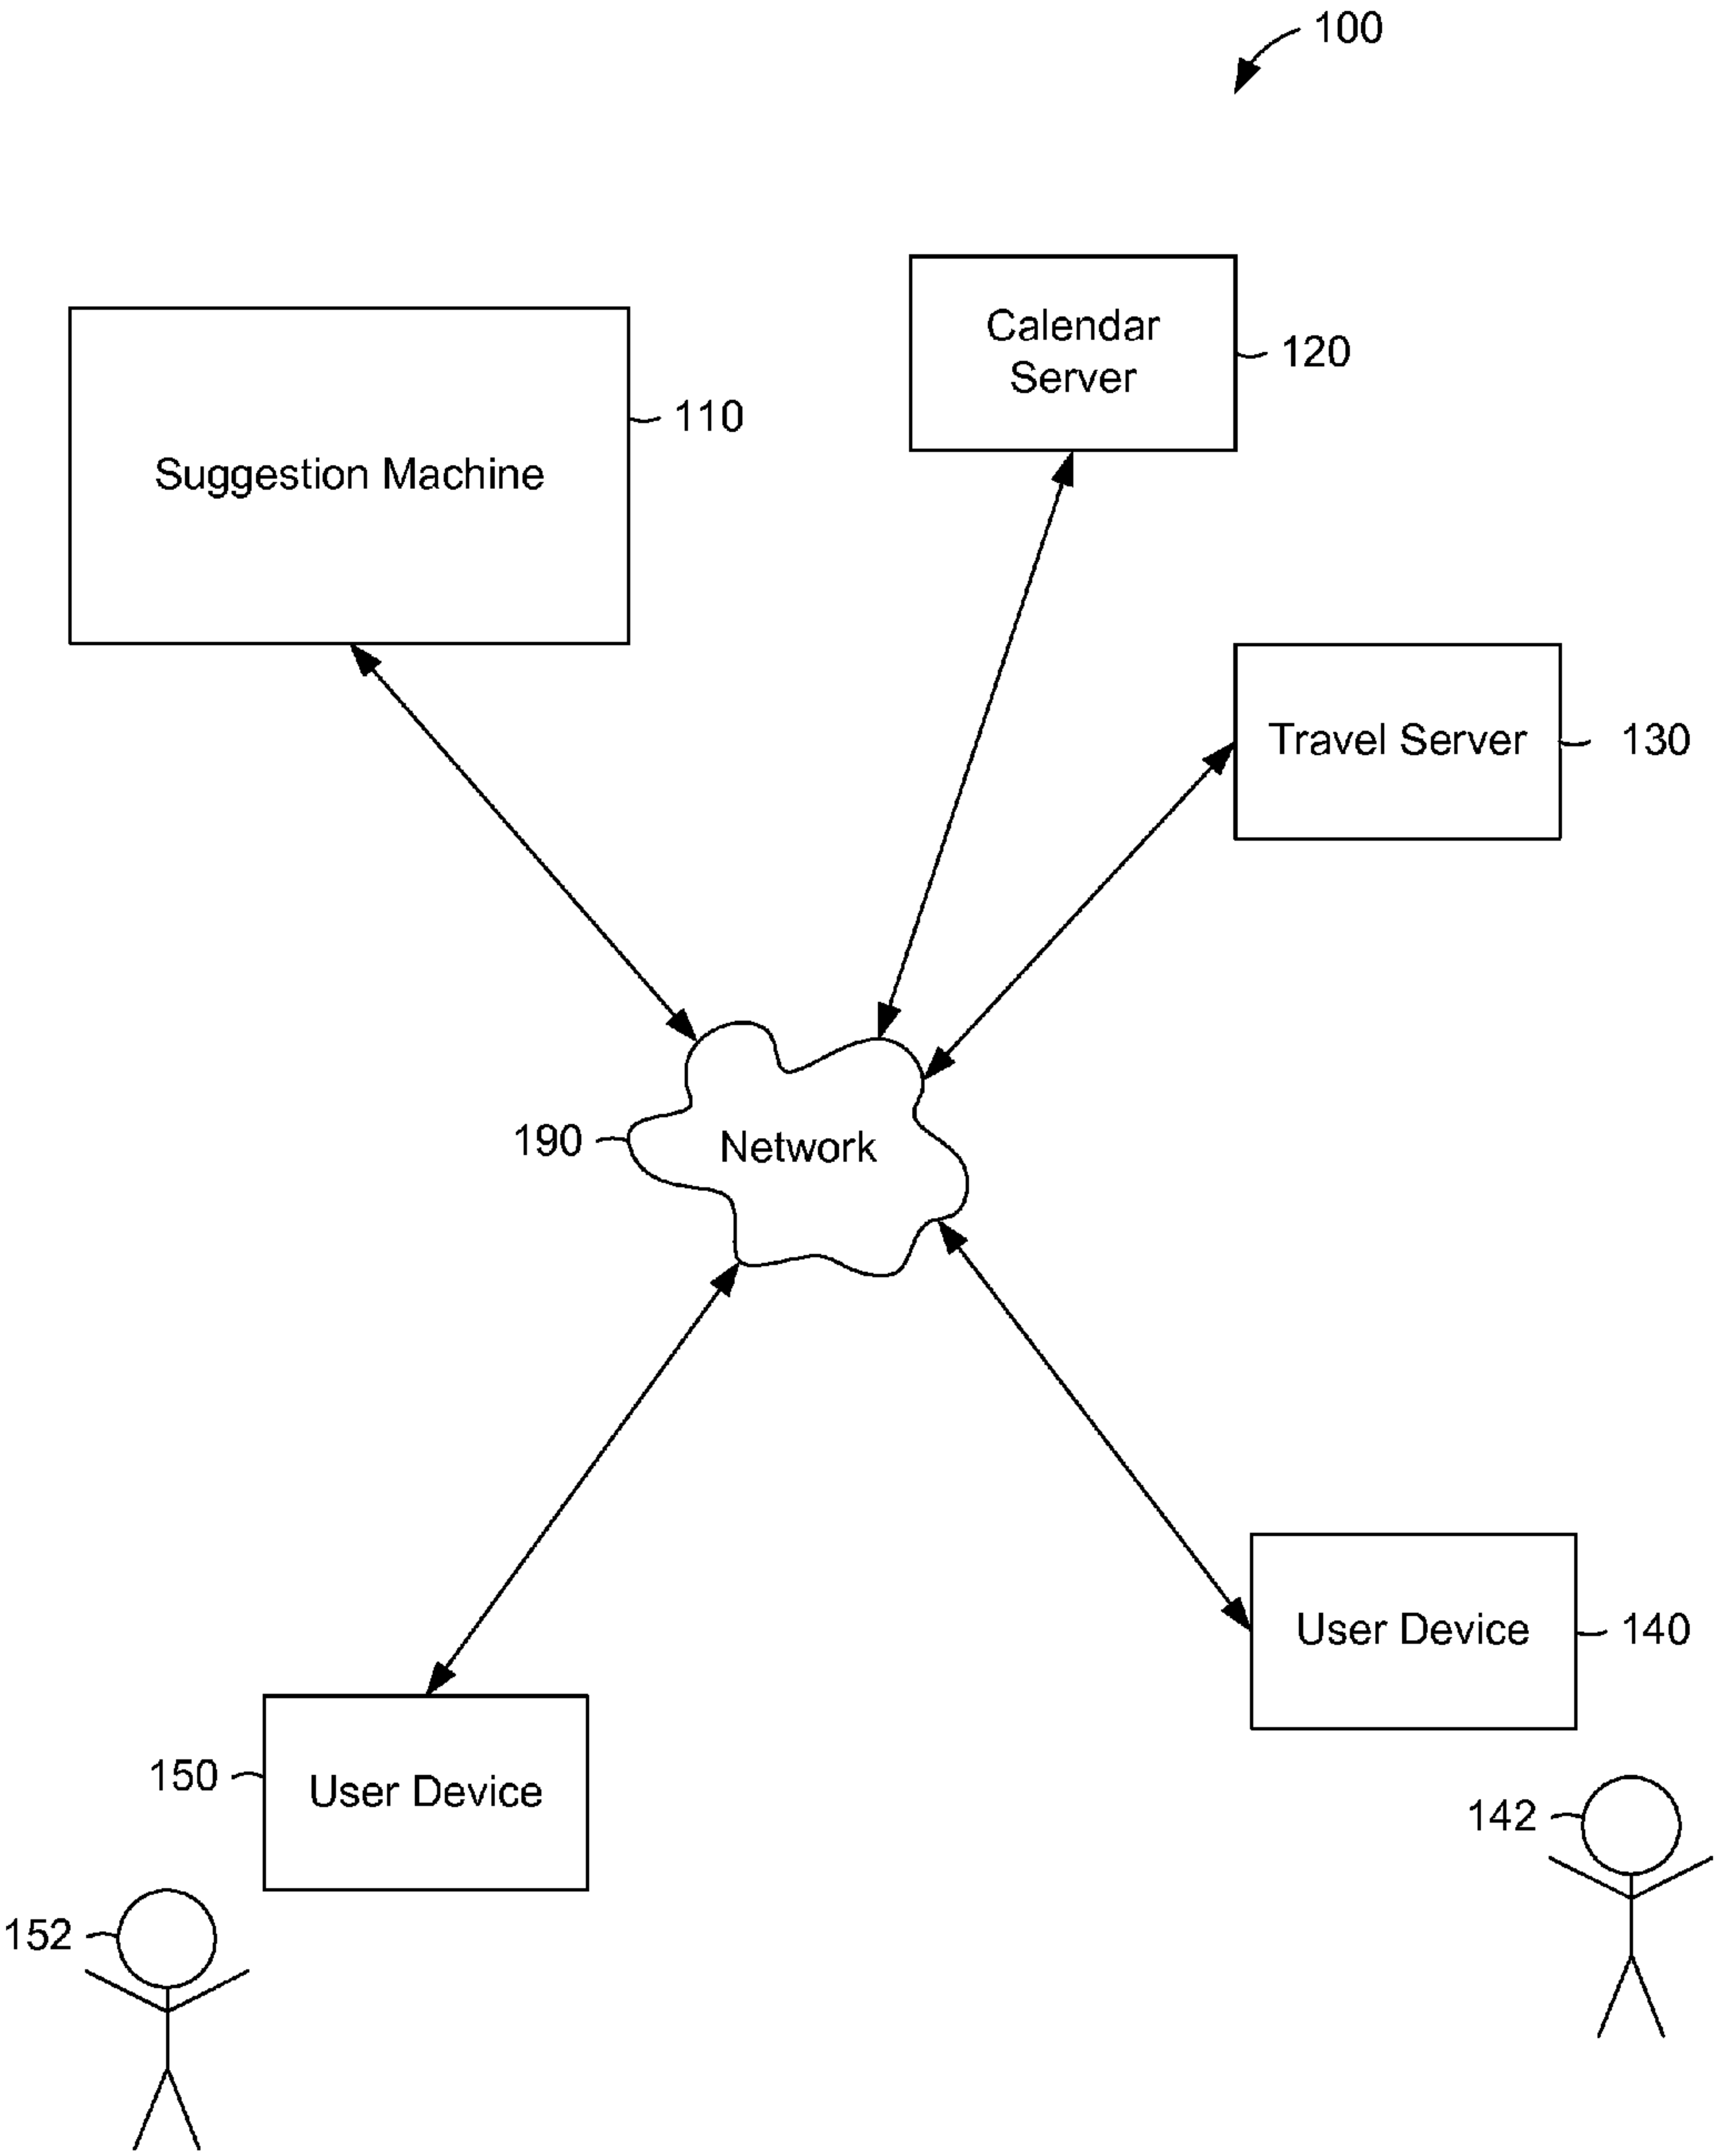 100
Calendar
Server
120
110
Suggestion Machine
Travel Server
130
190
Network
User Device
140
150
User Device
142
152